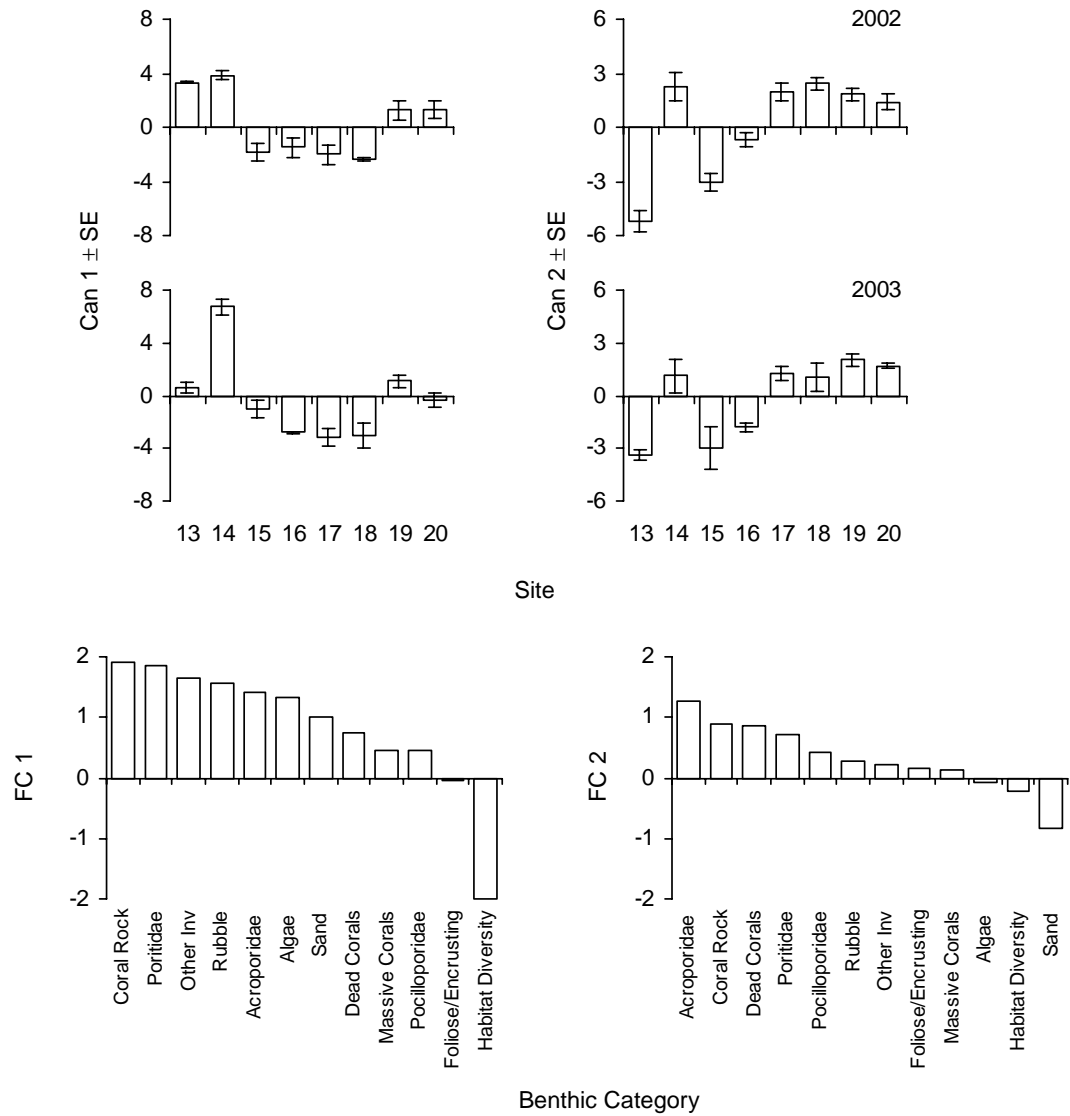 8
4
0
-4
-8
Can 1 ± SE
6
3
0
-3
-6
Can 2 ± SE
2002
8
4
0
-4
-8
6
3
0
-3
-6
2003
13 14 15 16 17 18 19 20
13 14 15 16 17 18 19 20
Site
2
1
0
-1
-2
FC 1
Coral Rock
Poritidae
Other Inv
Rubble
Acroporidae
Algae
Sand
Dead Corals
Massive Corals
Pocilloporidae
Foliose/Encrusting
Habitat Diversity
2
1
0
-1
-2
FC 2
Acroporidae
Coral Rock
Dead Corals
Poritidae
Pocilloporidae
Rubble
Other Inv
Foliose/Encrusting
Massive Corals
Algae
Habitat Diversity
Sand
Benthic Category